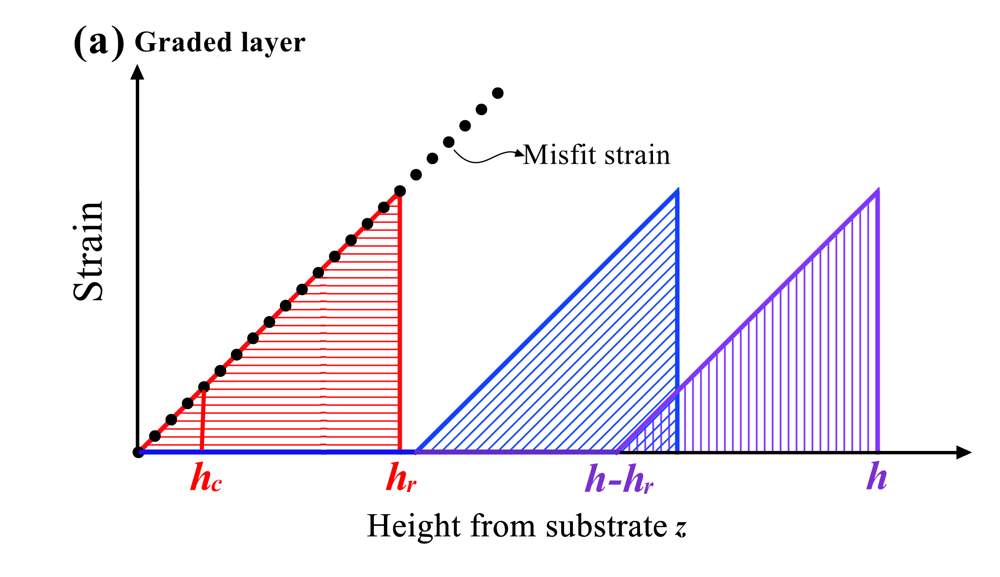 (a) Graded layer
Misfit strain
Strain
hc
hr
h-hr
h
Height from substrate z